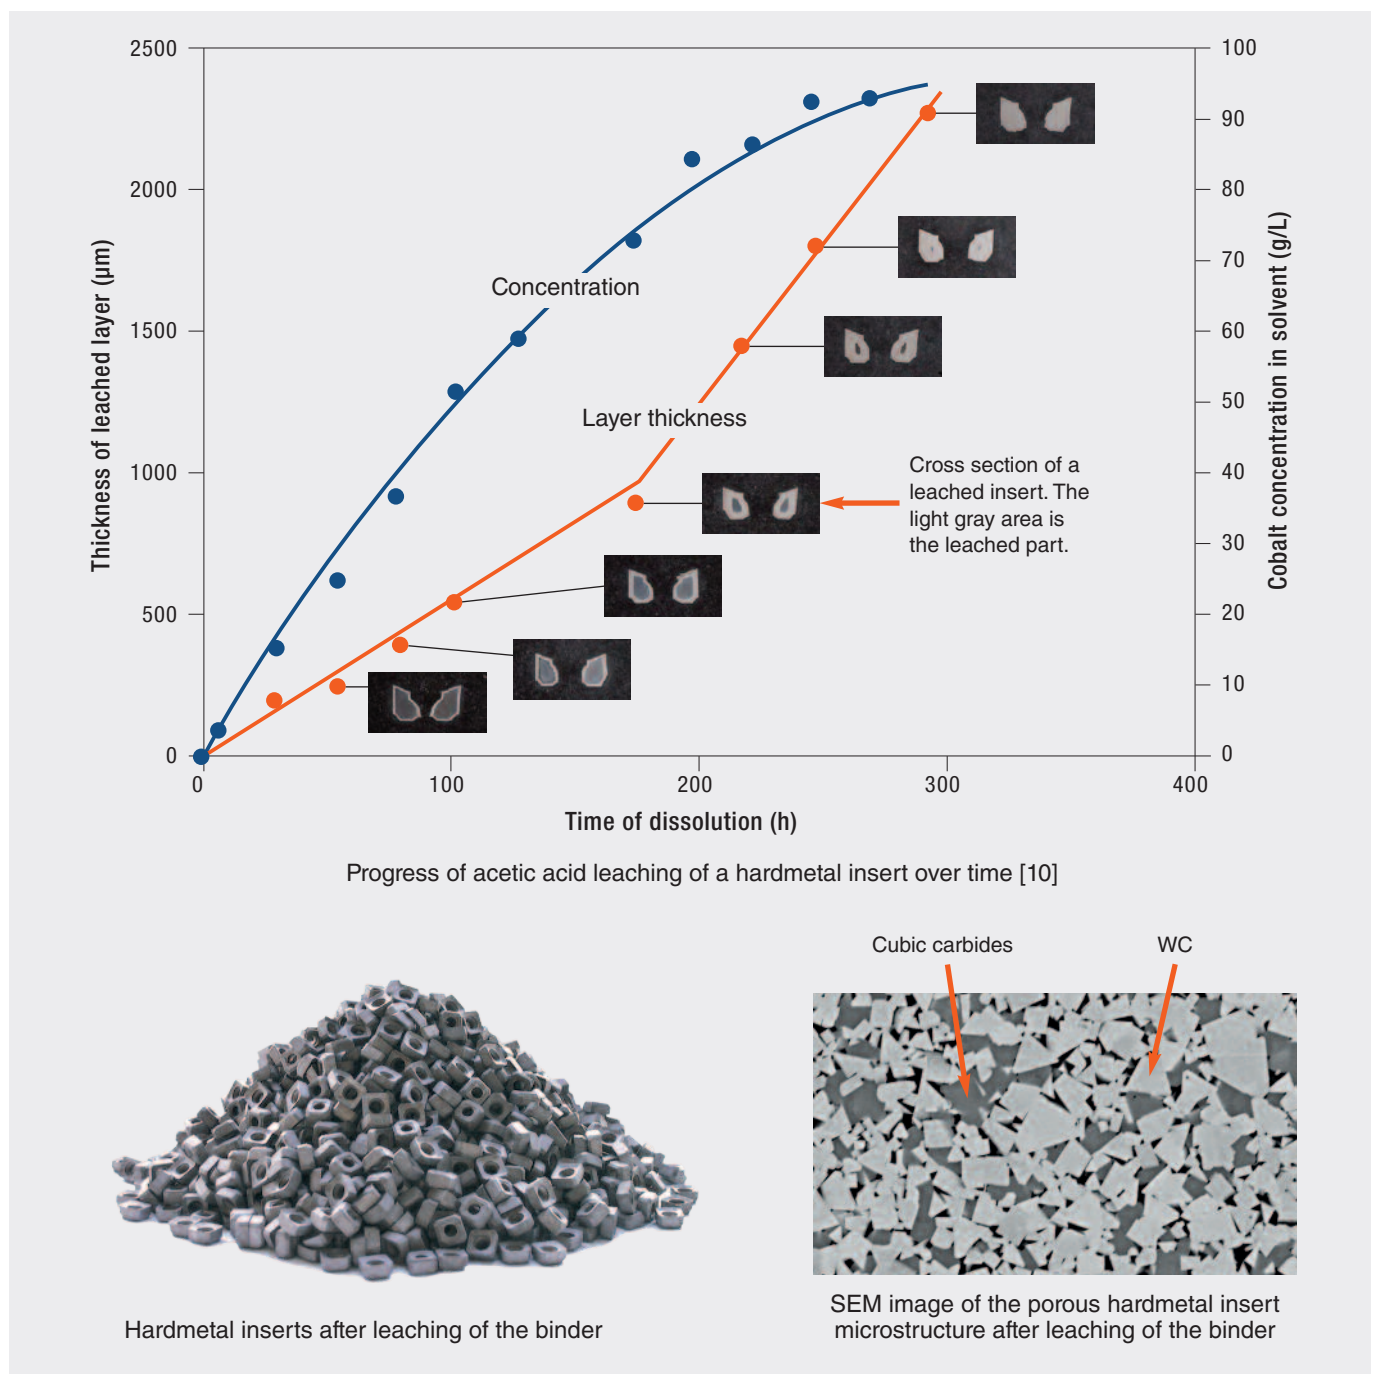 2500
2000
1500
1000
500
0
Thickness of leached layer (µm)
100
90
80
70
60
50
40
30
20
10
0
Cobalt concentration in solvent (g/L)
Concentration
Layer thickness
Cross section of a
leached insert. The
light gray area is
the leached part.
0 100 200 300 400
Time of dissolution (h)
Progress of acetic acid leaching of a hardmetal insert over time [10]
Cubic carbides
WC
Hardmetal inserts after leaching of the binder
SEM image of the porous hardmetal insert
microstructure after leaching of the binder